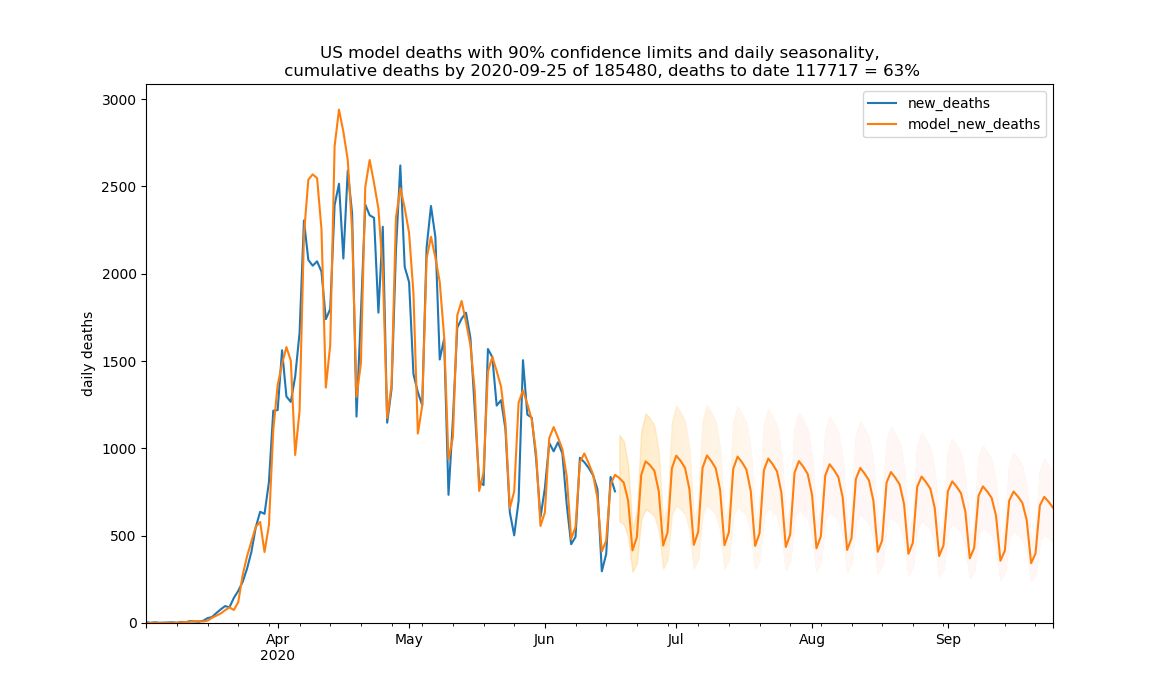 US model deaths with 90% confidence limits and daily seasonality,
cumulative deaths by 2020-09-25 of 185480, deaths to date 117717 = 63%
new_deaths
model_new_deaths
daily deaths
3000
2500
2000
1500
1000
500
0
Apr
2020
May
Jun
Jul
Aug
Sep